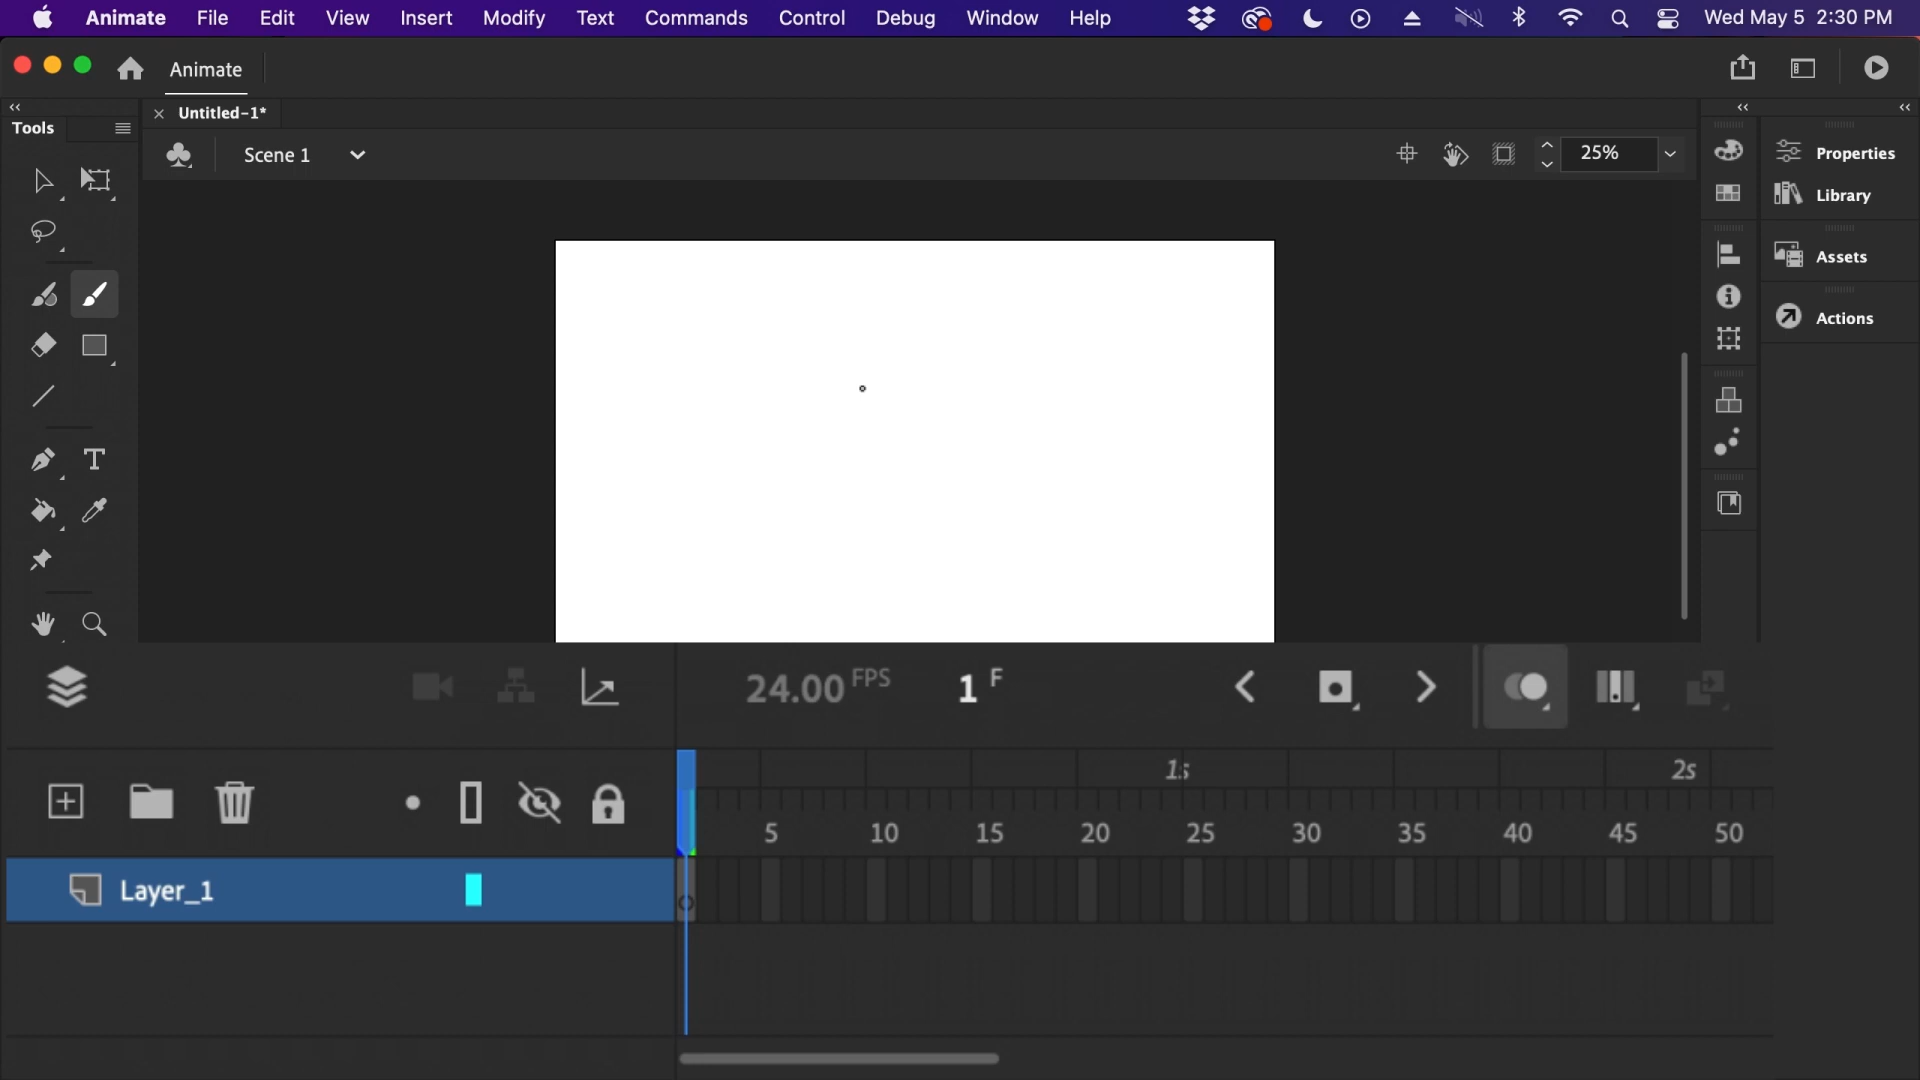 Animate File Edit View Insert Modify Text Commands Control Debug Window Help Wed May 5 2:30 PM
Animate
Tools
Untitled-1*
Scene 1
25%
Properties
Library
Assets
Actions
24.00 FPS 1 F
1s 2s
5 10 15 20 25 30 35 40 45 50
Layer_1